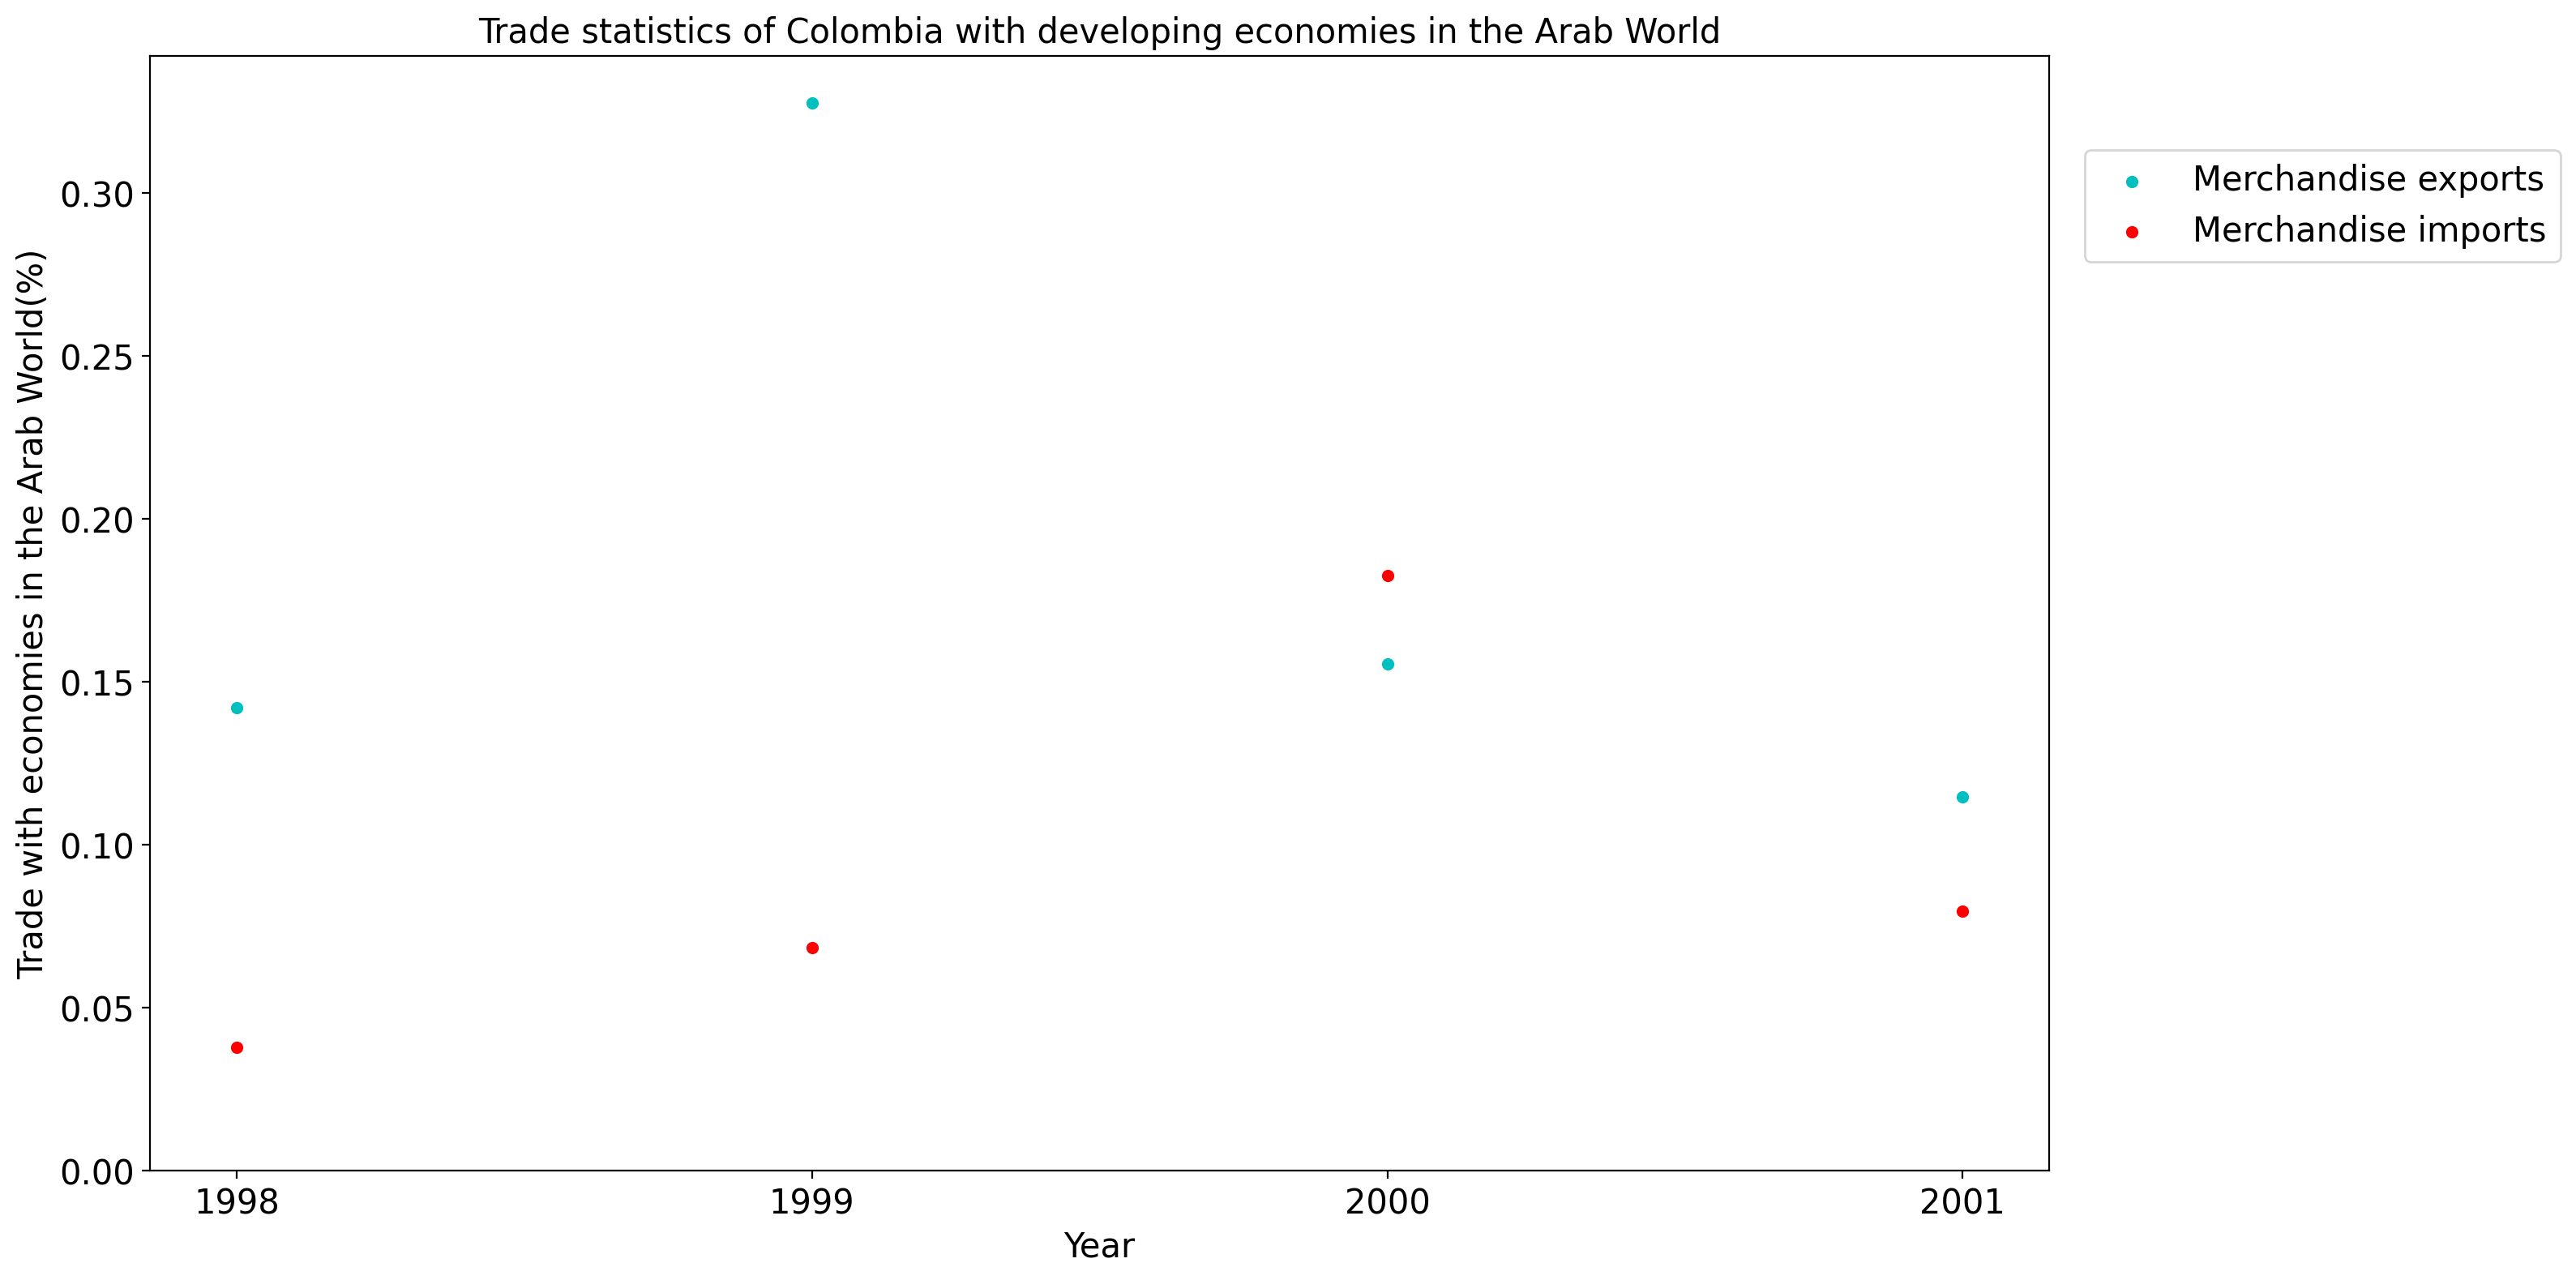 Trade statistics of Colombia with developing economies in the Arab World
Trade with economies in the Arab World(%)
0.30
0.25
0.20
0.15
0.10
0.05
0.00
1998
1999
2000
2001
Year
Merchandise exports
Merchandise imports